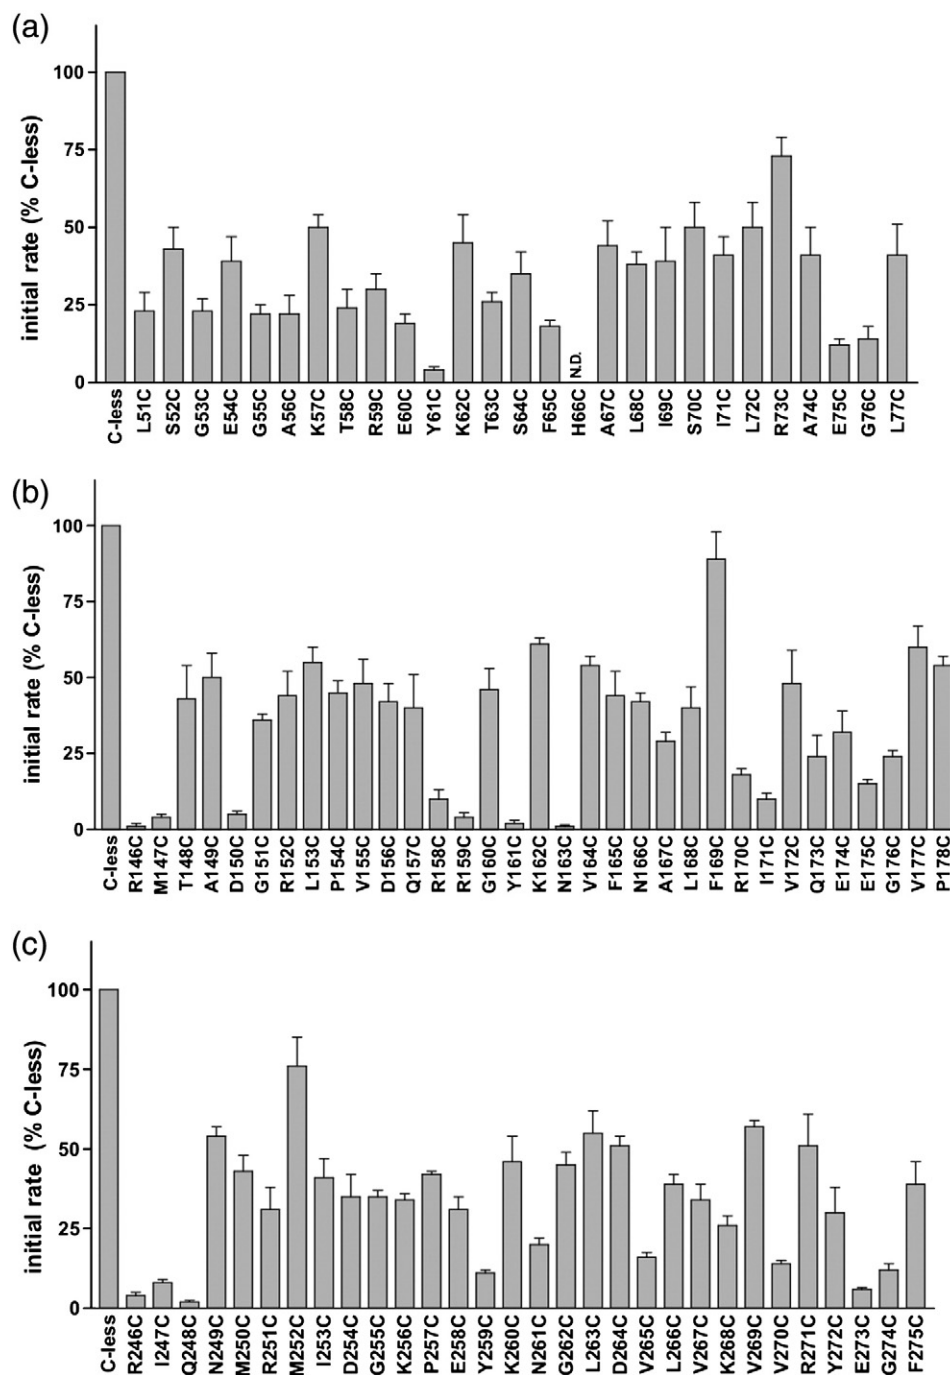 (a)
initial rate (% C-less)
100
75
50
25
0
N.D.
C-less L51C S52C G53C E54C G55C A56C K57C T58C R59C E60C Y61C K62C T63C S64C F65C H66C A67C L68C I69C S70C I71C L72C R73C A74C E75C G76C L77C
(b)
initial rate (% C-less)
100
75
50
25
0
C-less R146C M147C T148C A149C D150C G151C R152C L153C P154C V155C D156C Q157C R158C R159C G160C Y161C K162C N163C V164C F165C N166C A167C L168C F169C R170C I171C V172C Q173C E174C E175C G176C V177C P178C
(c)
initial rate (% C-less)
100
75
50
25
0
C-less R246C I247C Q248C N249C M250C R251C M252C I253C D254C G255C K256C P257C E258C Y259C K260C N261C G262C L263C D264C V265C L266C V267C K268C V269C V270C R271C Y272C E273C G274C F275C